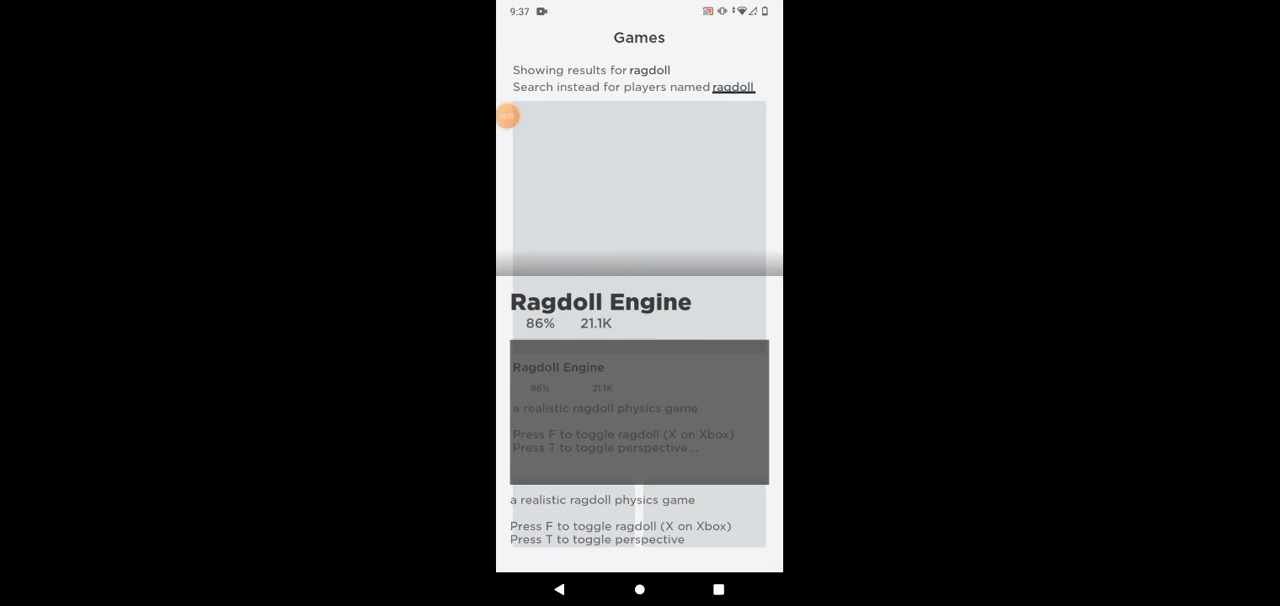 9:37
Games
Showing results for ragdoll
Search instead for players named ragdoll
Ragdoll Engine
86% 21.1K
Ragdoll Engine
86% 21.1K
a realistic ragdoll physics game
Press F to toggle ragdoll (X on Xbox)
Press T to toggle perspective...
a realistic ragdoll physics game
Press F to toggle ragdoll (X on Xbox)
Press T to toggle perspective